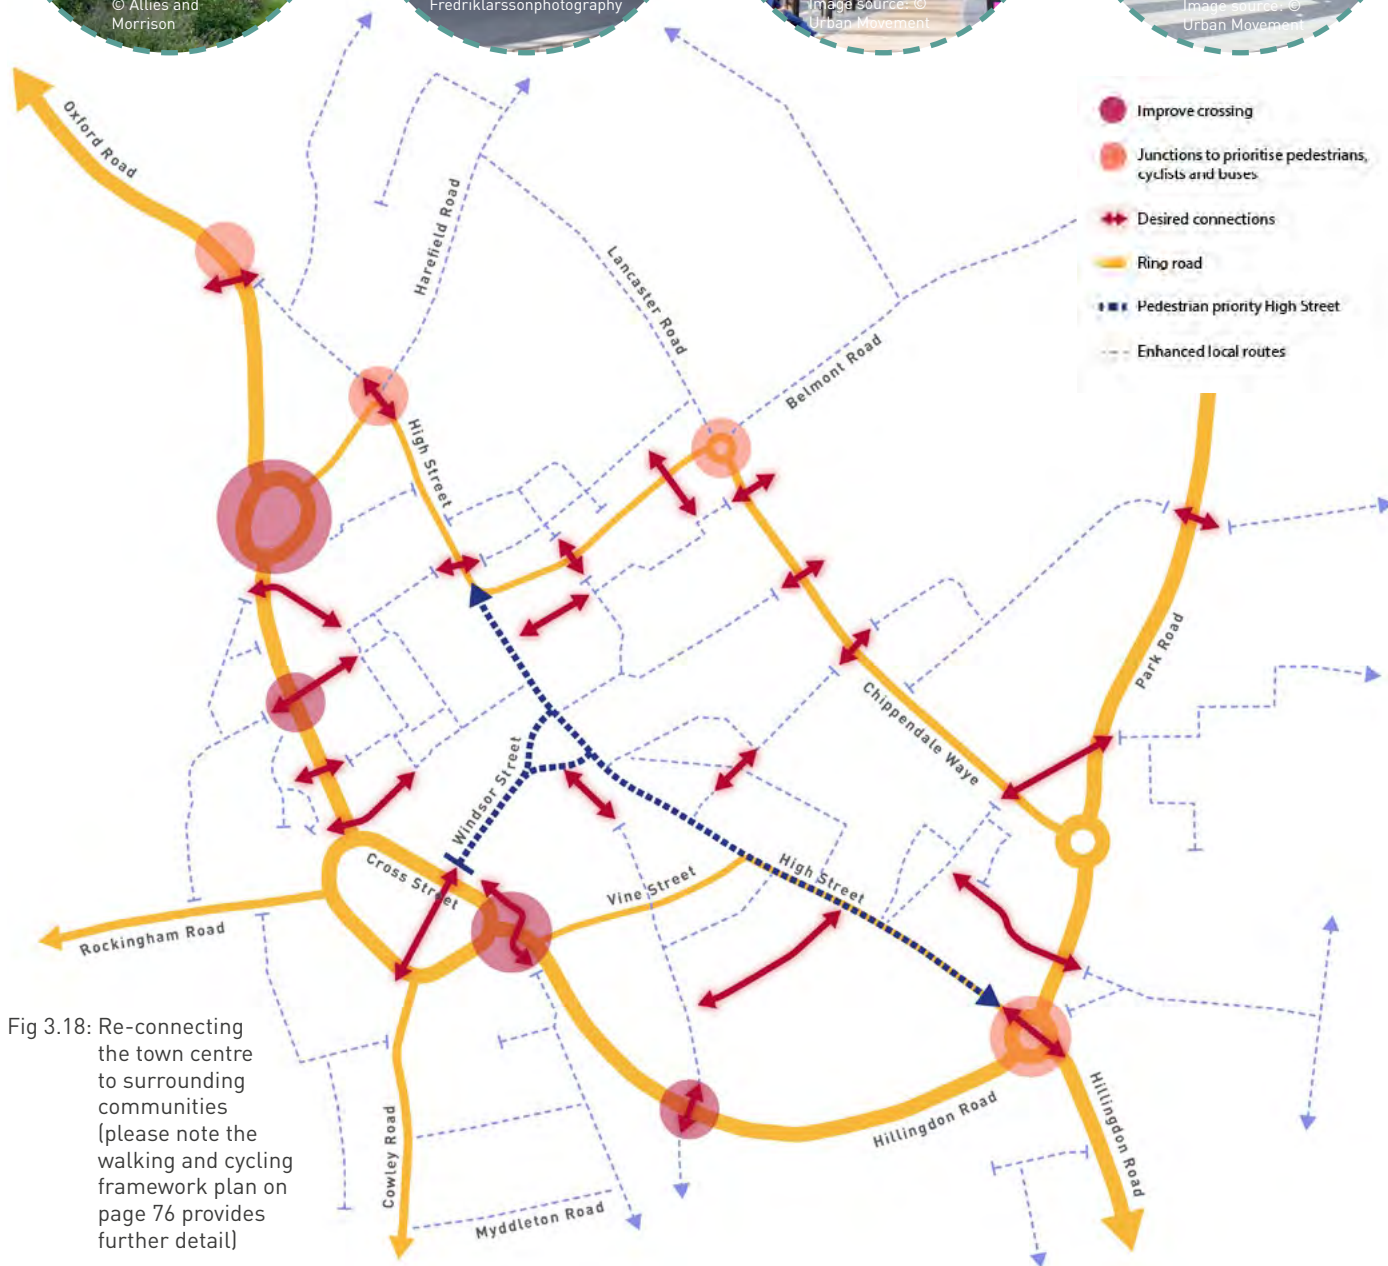 © Allies and
Morrison
Fredriklarssonphotography
Image source: ©
Urban Movement
Image source: ©
Urban Movement
Improve crossing
Junctions to prioritise pedestrians,
cyclists and buses
Desired connections
Ring road
Pedestrian priority High Street
Enhanced local routes
Oxford Road
Harefield Road
Lancaster Road
Belmont Road
High Street
Park Road
Chippendale Waye
Windsor Street
Cross Street
High Street
Vine Street
Rockingham Road
Cowley Road
Hillingdon Road
Hillingdon Road
Myddleton Road
Fig 3.18: Re-connecting
the town centre
to surrounding
communities
(please note the
walking and cycling
framework plan on
page 76 provides
further detail)